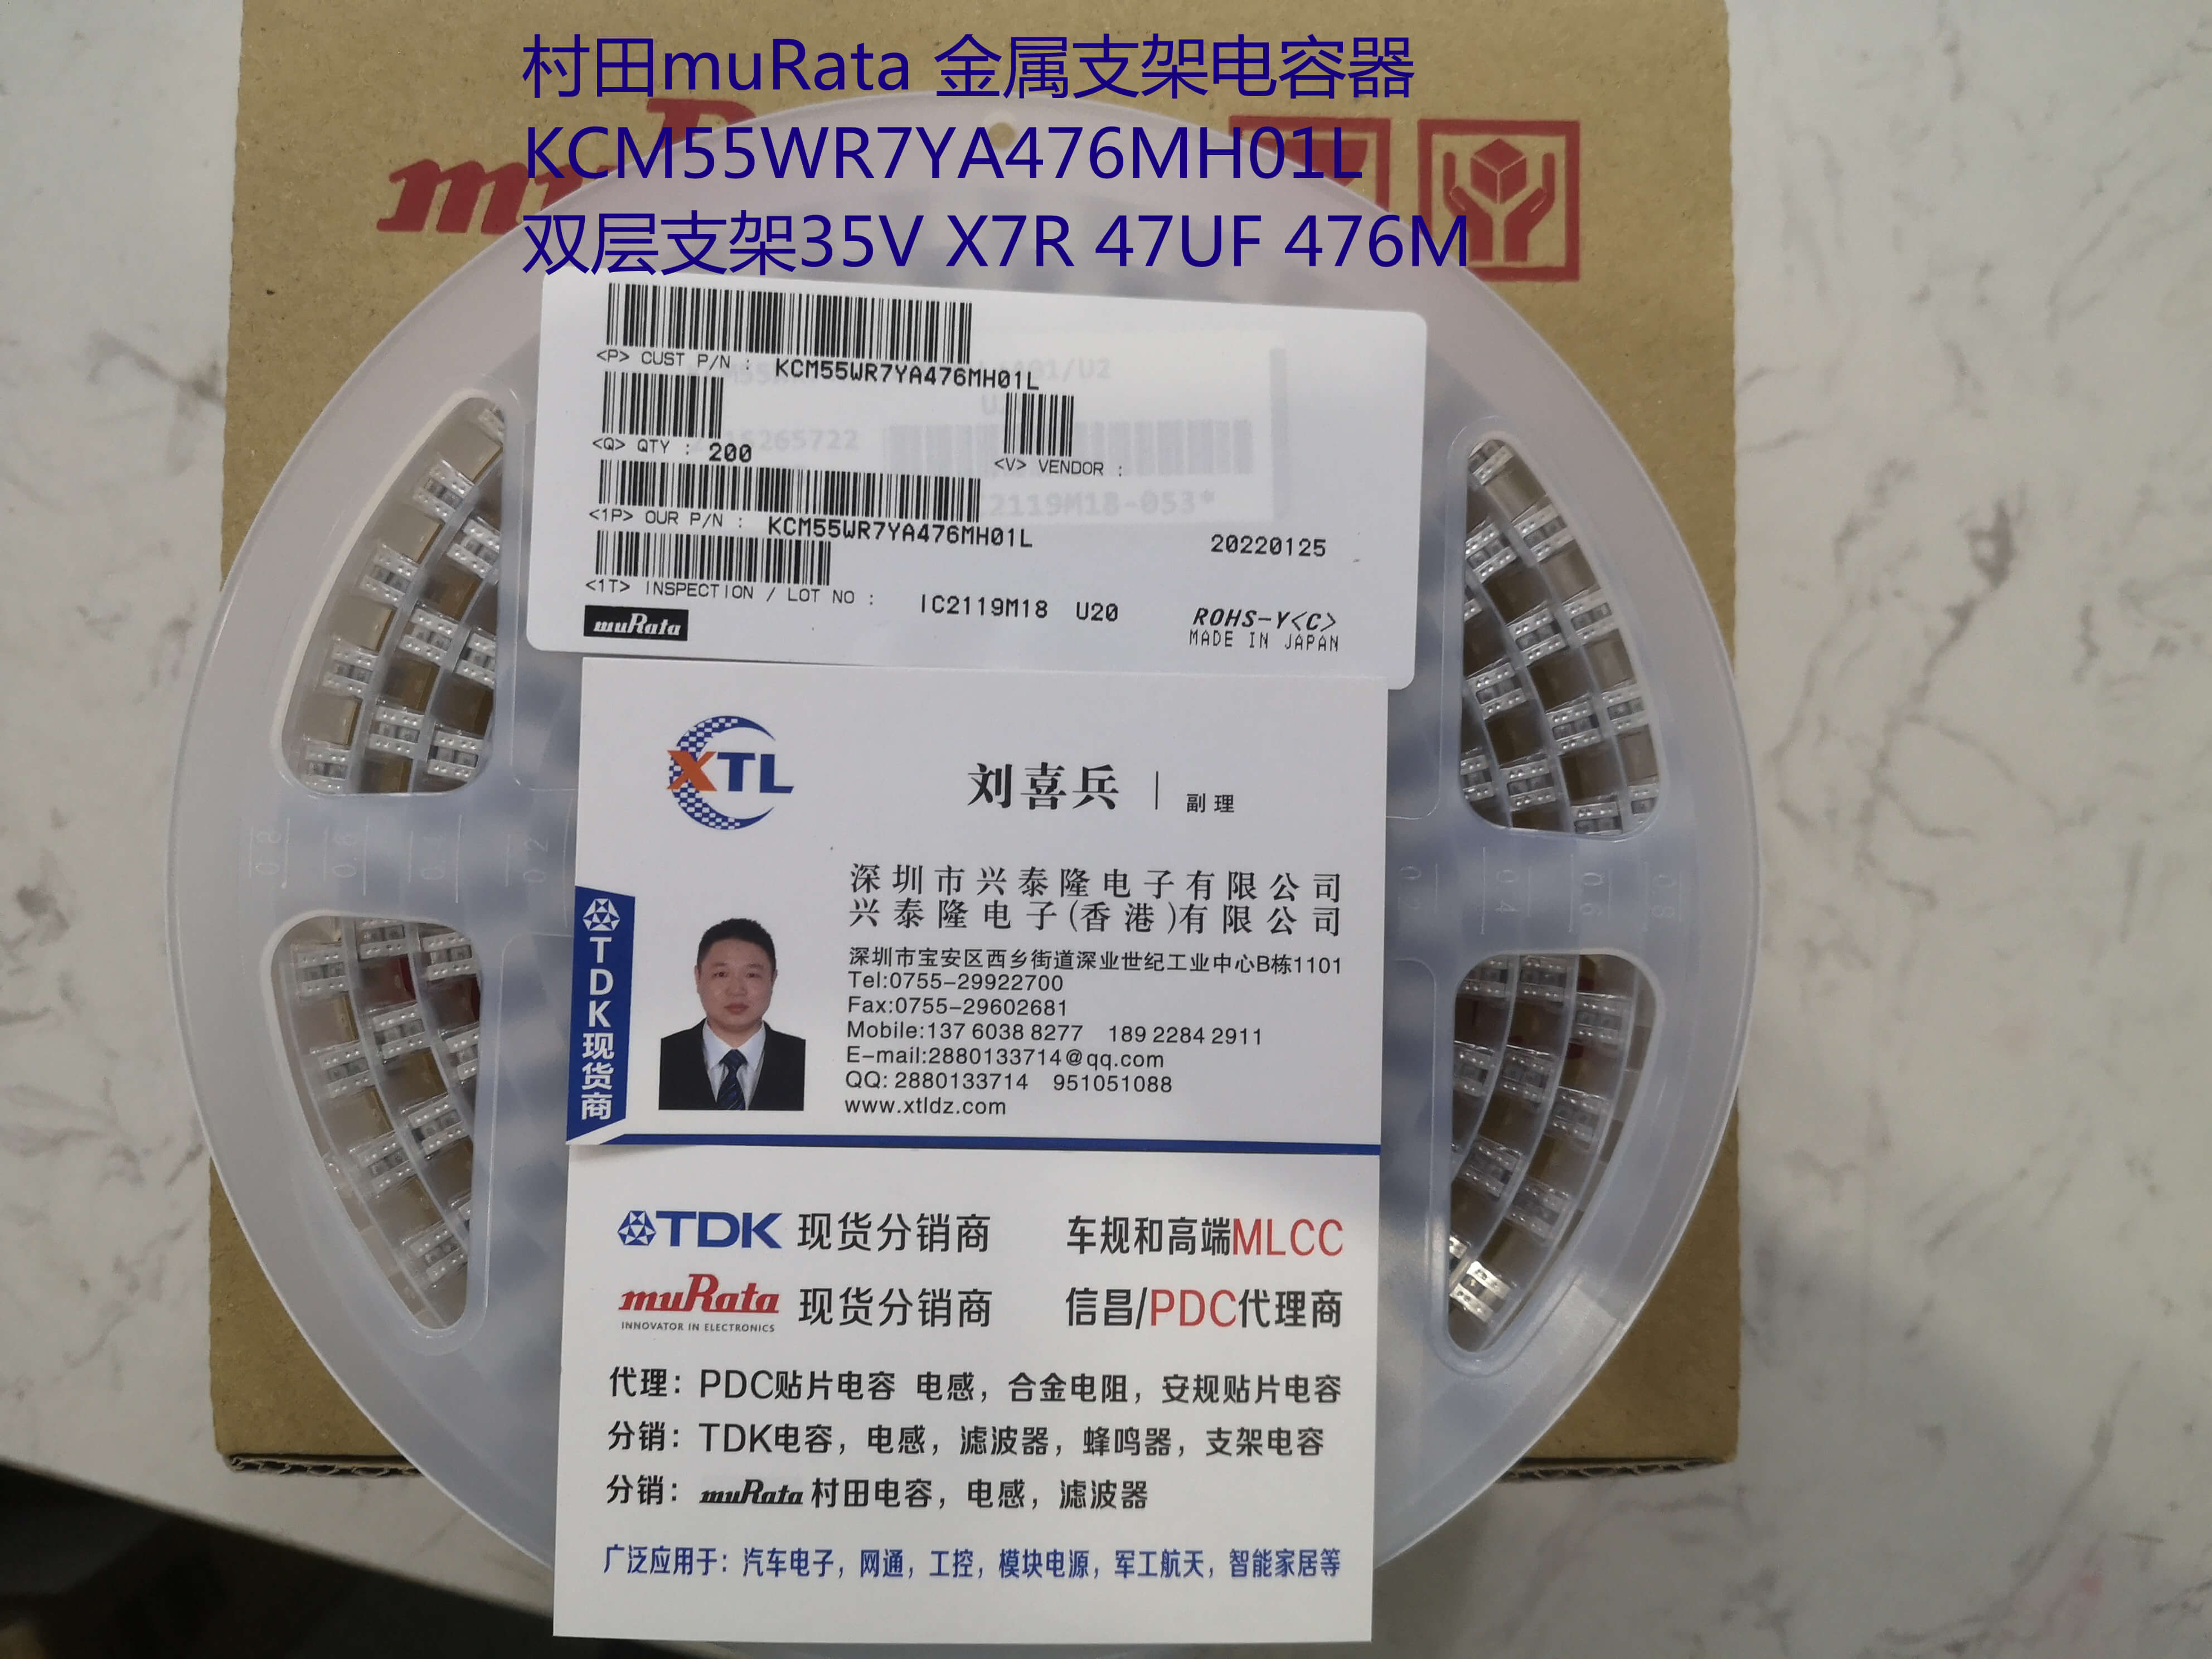 村田muRata 金属支架电容器
KCM55WR7YA476MH01L
双层支架35V X7R 47UF 476M
<P> CUST P/N : KCM55WR7YA476MH01L
<Q> QTY : 200
<V> VENDOR :
<1P> OUR P/N : KCM55WR7YA476MH01L
20220125
<1T> INSPECTION / LOT NO : IC2119M18 U20
muRata
ROHS-Y<C>
MADE IN JAPAN
XTL
刘喜兵 | 副理
深圳市兴泰隆电子有限公司
兴泰隆电子(香港)有限公司
深圳市宝安区西乡街道深业世纪工业中心B栋1101
Tel:0755-29922700
Fax:0755-29602681
Mobile:137 6038 8277 189 2284 2911
E-mail:2880133714@qq.com
QQ: 2880133714 951051088
www.xtldz.com
TDK现货商
TDK 现货分销商 车规和高端MLCC
muRata 现货分销商 信昌/PDC代理商
INNOVATOR IN ELECTRONICS
代理：PDC贴片电容 电感，合金电阻，安规贴片电容
分销：TDK电容，电感，滤波器，蜂鸣器，支架电容
分销：muRata 村田电容，电感，滤波器
广泛应用于：汽车电子，网通，工控，模块电源，军工航天，智能家居等